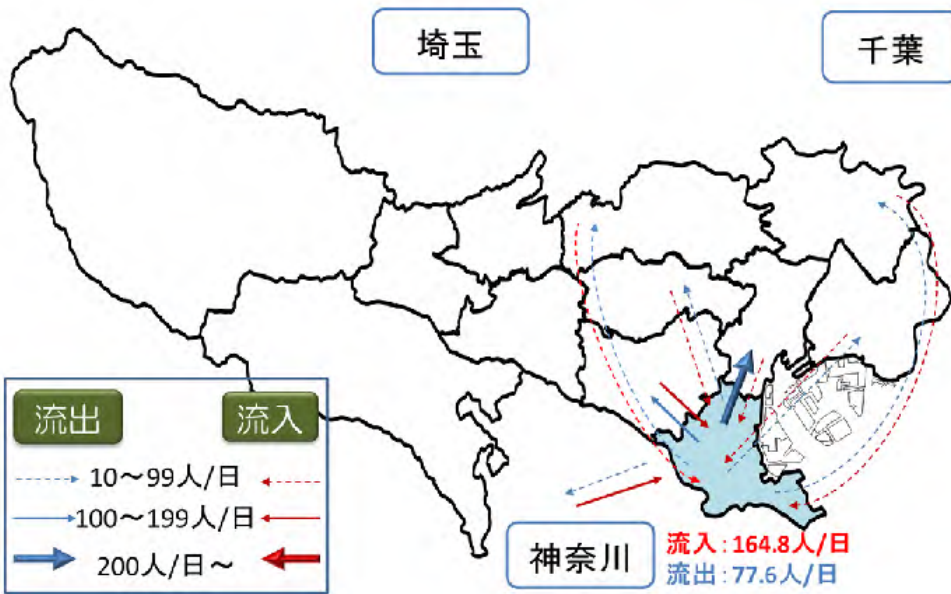 埼玉
千葉
流出
流入
10～99人/日
100～199人/日
200人/日～
神奈川
流入：164.8人/日
流出：77.6人/日